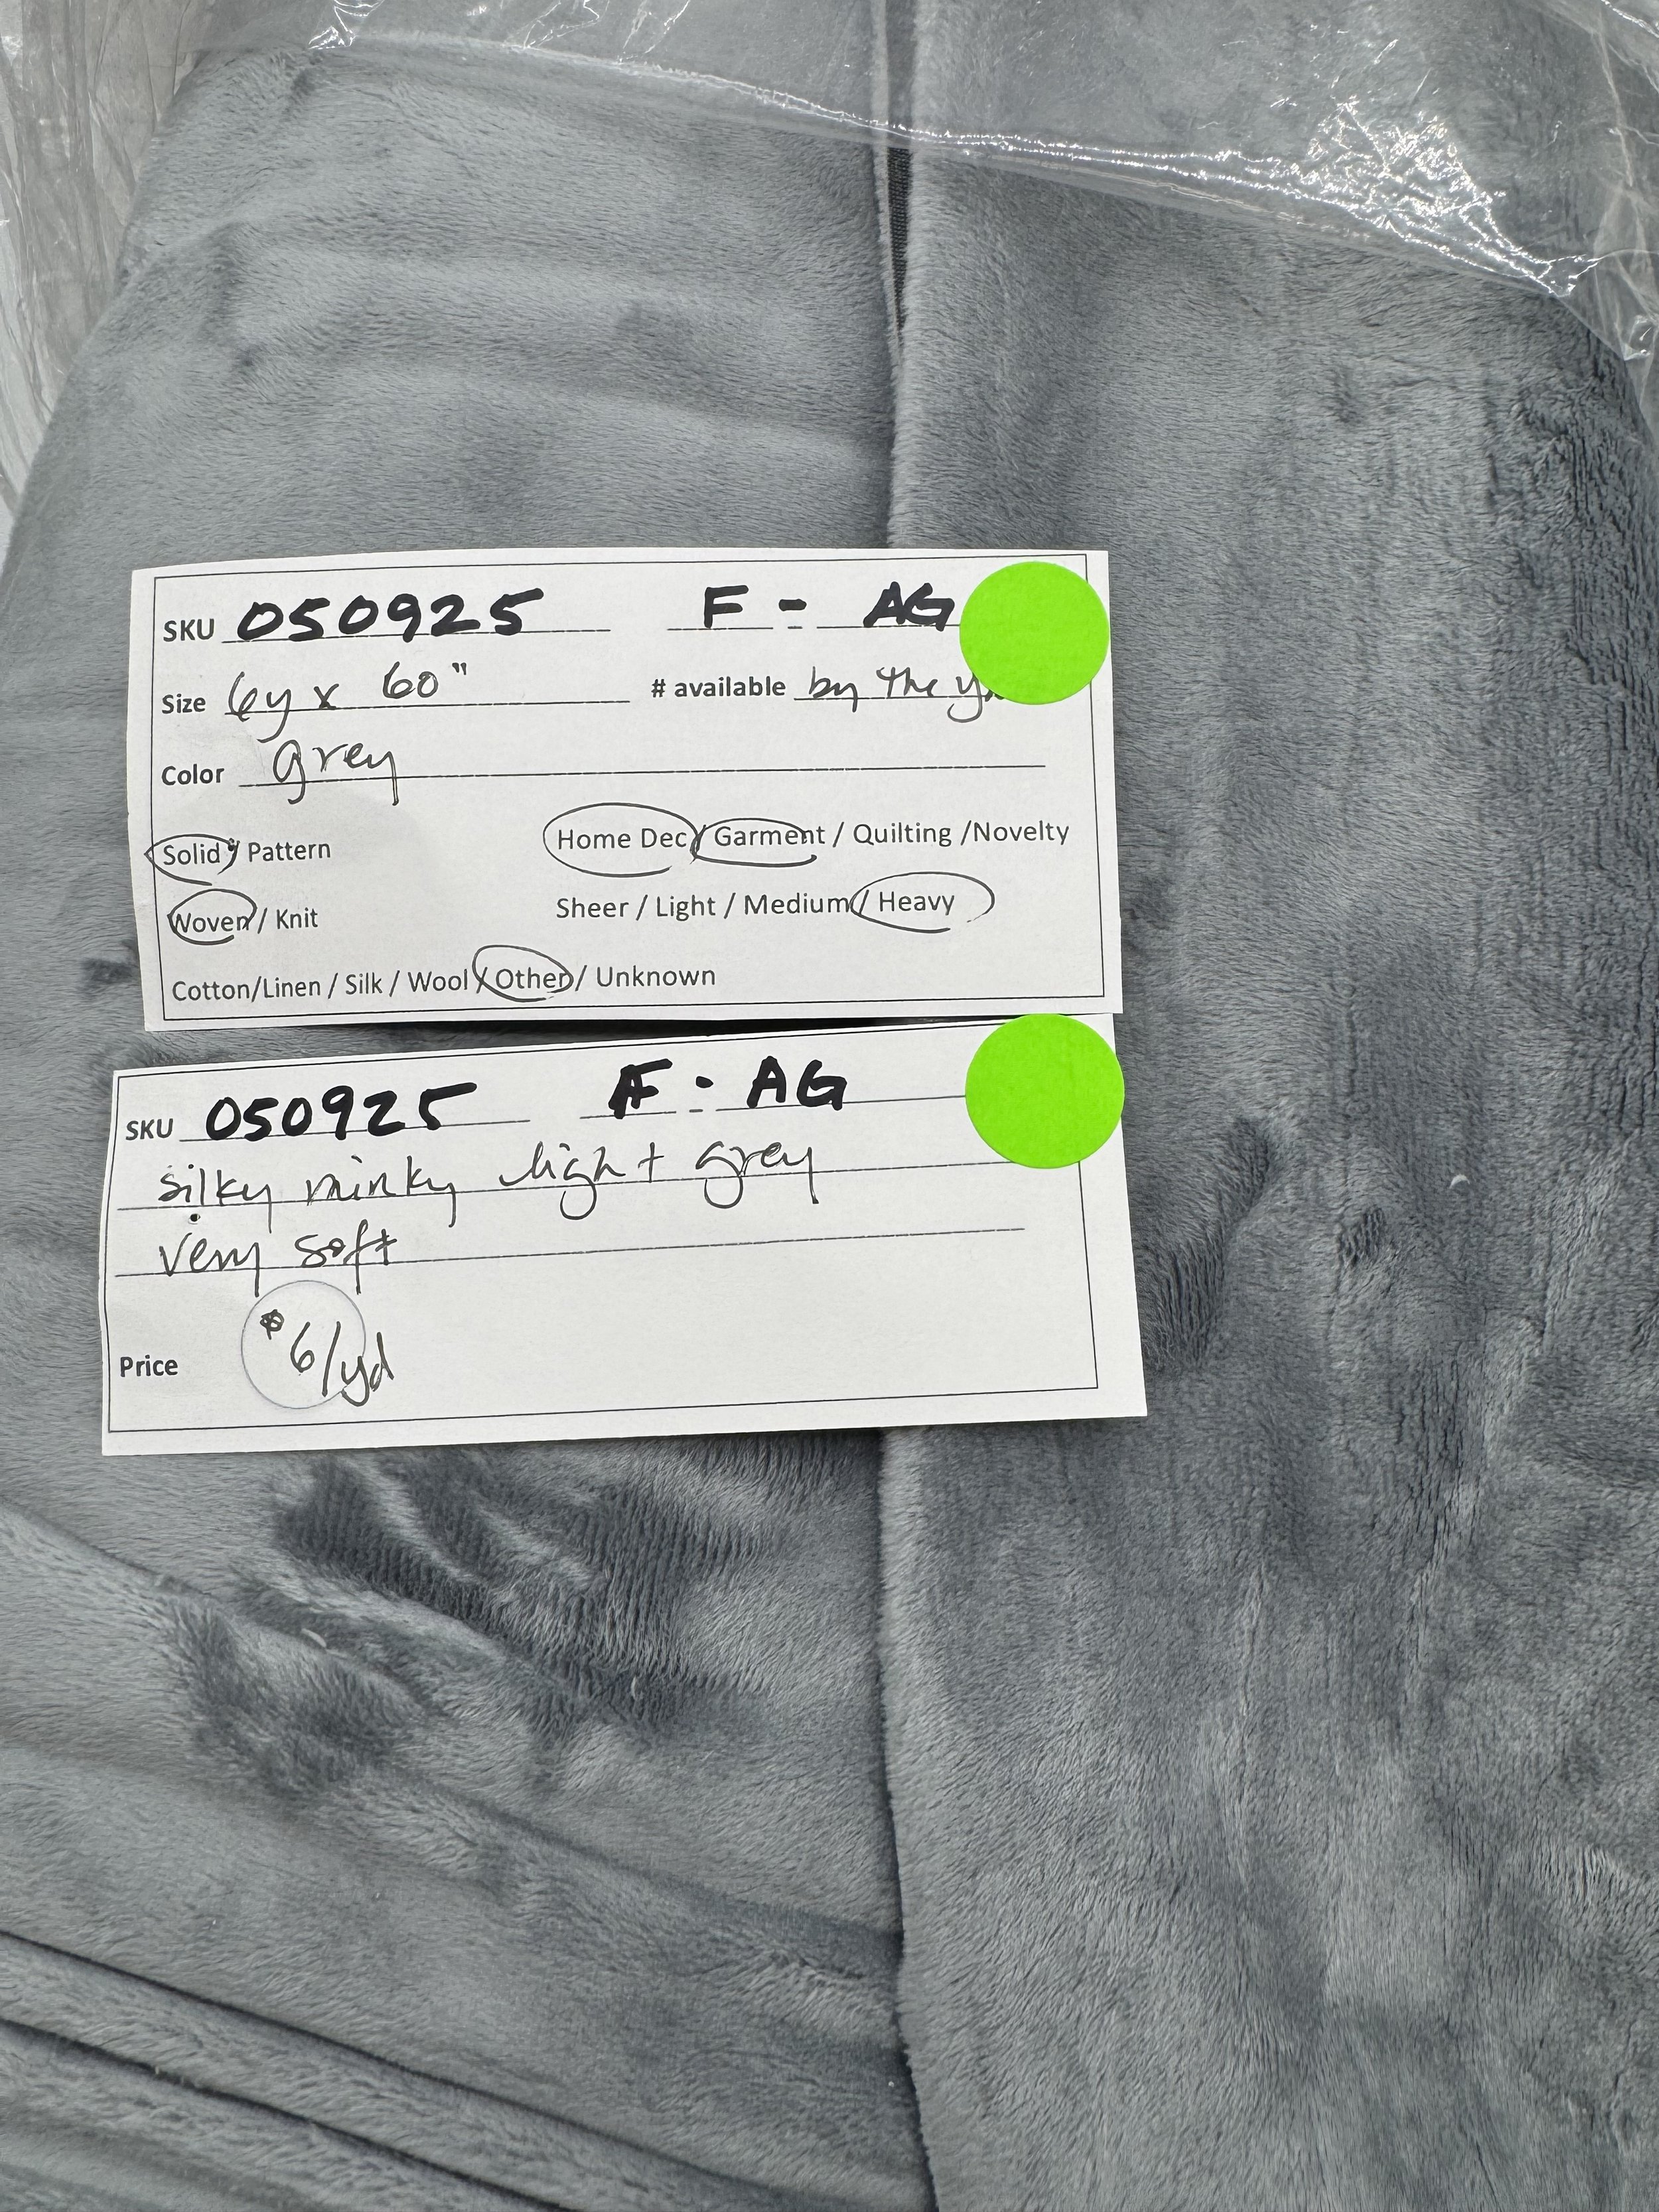 SKU 050925 F - AG
Size 6y x 60" # available by the
Color grey
Solid / Pattern Home Dec / Garment / Quilting /Novelty
Woven / Knit Sheer / Light / Medium / Heavy
Cotton/Linen / Silk / Wool / Other / Unknown
SKU 050925 F - AG
silky minky light grey
very soft
Price $6/yd